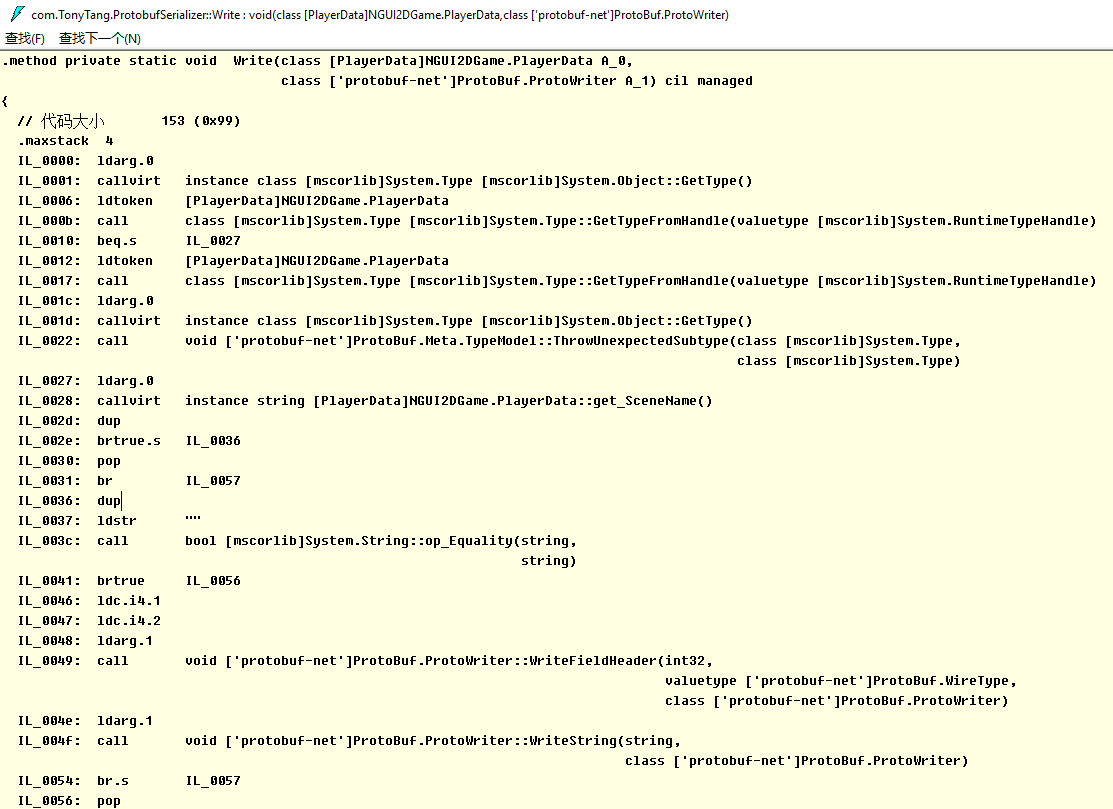 com.TonyTang.ProtobufSerializer::Write : void(class [PlayerData]NGUI2DGame.PlayerData,class ['protobuf-net']ProtoBuf.ProtoWriter)
查找(F) 查找下一个(N)
.method private static void  Write(class [PlayerData]NGUI2DGame.PlayerData A_0,
                                   class ['protobuf-net']ProtoBuf.ProtoWriter A_1) cil managed
{
  // 代码大小       153 (0x99)
  .maxstack  4
  IL_0000:  ldarg.0
  IL_0001:  callvirt   instance class [mscorlib]System.Type [mscorlib]System.Object::GetType()
  IL_0006:  ldtoken    [PlayerData]NGUI2DGame.PlayerData
  IL_000b:  call       class [mscorlib]System.Type [mscorlib]System.Type::GetTypeFromHandle(valuetype [mscorlib]System.RuntimeTypeHandle)
  IL_0010:  beq.s      IL_0027
  IL_0012:  ldtoken    [PlayerData]NGUI2DGame.PlayerData
  IL_0017:  call       class [mscorlib]System.Type [mscorlib]System.Type::GetTypeFromHandle(valuetype [mscorlib]System.RuntimeTypeHandle)
  IL_001c:  ldarg.0
  IL_001d:  callvirt   instance class [mscorlib]System.Type [mscorlib]System.Object::GetType()
  IL_0022:  call       void ['protobuf-net']ProtoBuf.Meta.TypeModel::ThrowUnexpectedSubtype(class [mscorlib]System.Type,
                                                                                            class [mscorlib]System.Type)
  IL_0027:  ldarg.0
  IL_0028:  callvirt   instance string [PlayerData]NGUI2DGame.PlayerData::get_SceneName()
  IL_002d:  dup
  IL_002e:  brtrue.s   IL_0036
  IL_0030:  pop
  IL_0031:  br         IL_0057
  IL_0036:  dup
  IL_0037:  ldstr      ""
  IL_003c:  call       bool [mscorlib]System.String::op_Equality(string,
                                                                 string)
  IL_0041:  brtrue     IL_0056
  IL_0046:  ldc.i4.1
  IL_0047:  ldc.i4.2
  IL_0048:  ldarg.1
  IL_0049:  call       void ['protobuf-net']ProtoBuf.ProtoWriter::WriteFieldHeader(int32,
                                                                                   valuetype ['protobuf-net']ProtoBuf.WireType,
                                                                                   class ['protobuf-net']ProtoBuf.ProtoWriter)
  IL_004e:  ldarg.1
  IL_004f:  call       void ['protobuf-net']ProtoBuf.ProtoWriter::WriteString(string,
                                                                              class ['protobuf-net']ProtoBuf.ProtoWriter)
  IL_0054:  br.s       IL_0057
  IL_0056:  pop